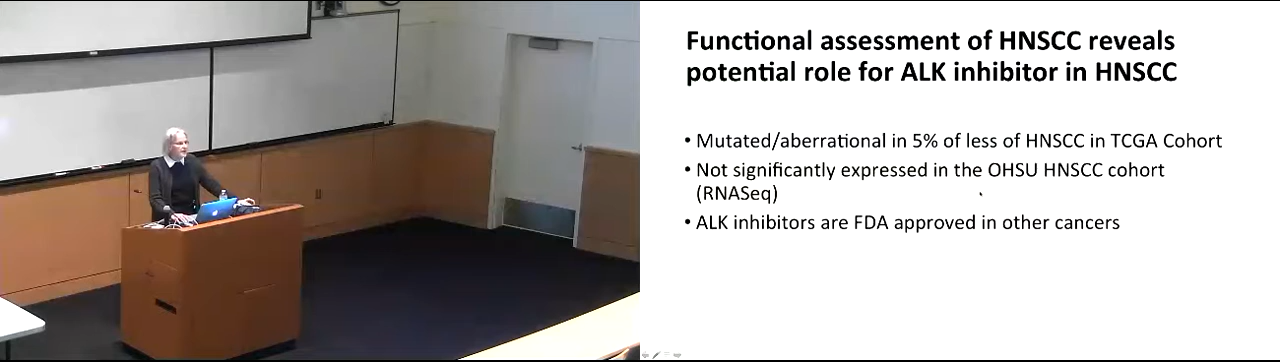 Functional assessment of HNSCC reveals
potential role for ALK inhibitor in HNSCC
• Mutated/aberrational in 5% of less of HNSCC in TCGA Cohort
• Not significantly expressed in the OHSU HNSCC cohort
(RNASeq)
• ALK inhibitors are FDA approved in other cancers